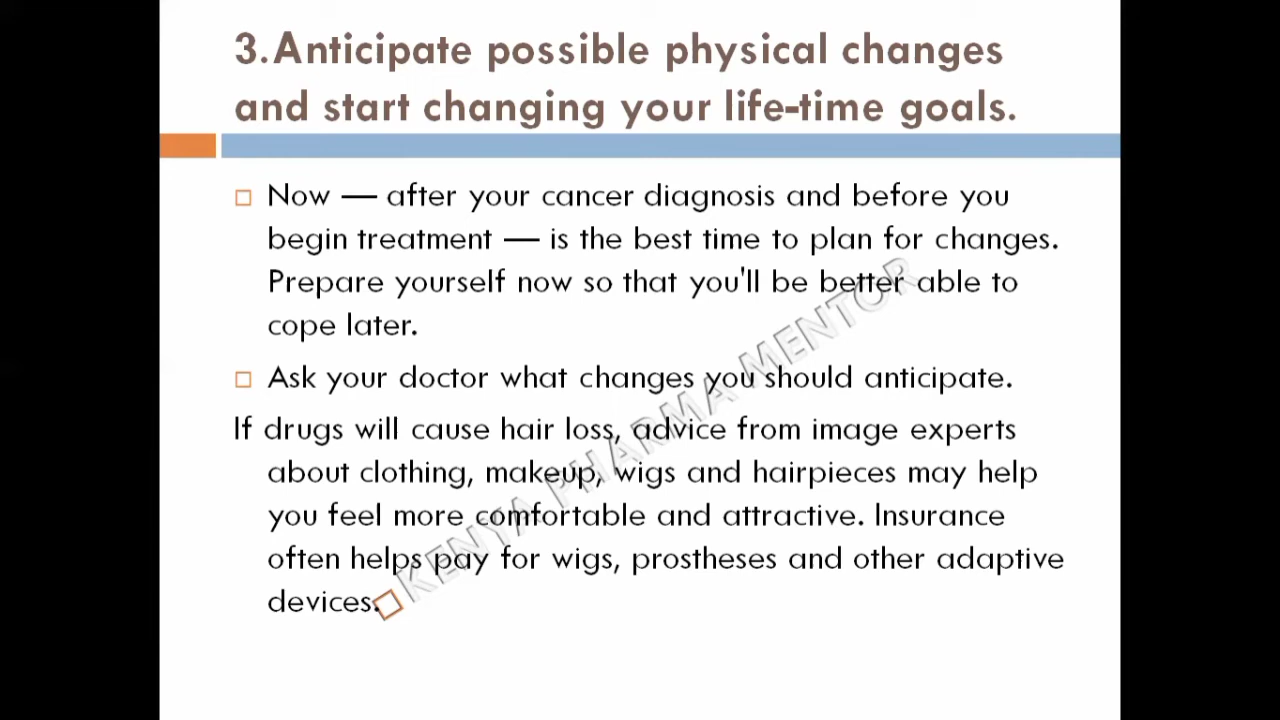 3.Anticipate possible physical changes
and start changing your life-time goals.
Now — after your cancer diagnosis and before you
begin treatment — is the best time to plan for changes.
Prepare yourself now so that you'll be better able to
cope later.
Ask your doctor what changes you should anticipate.
If drugs will cause hair loss, advice from image experts
about clothing, makeup, wigs and hairpieces may help
you feel more comfortable and attractive. Insurance
often helps pay for wigs, prostheses and other adaptive
devices.
KENYA PHARMA MENTOR